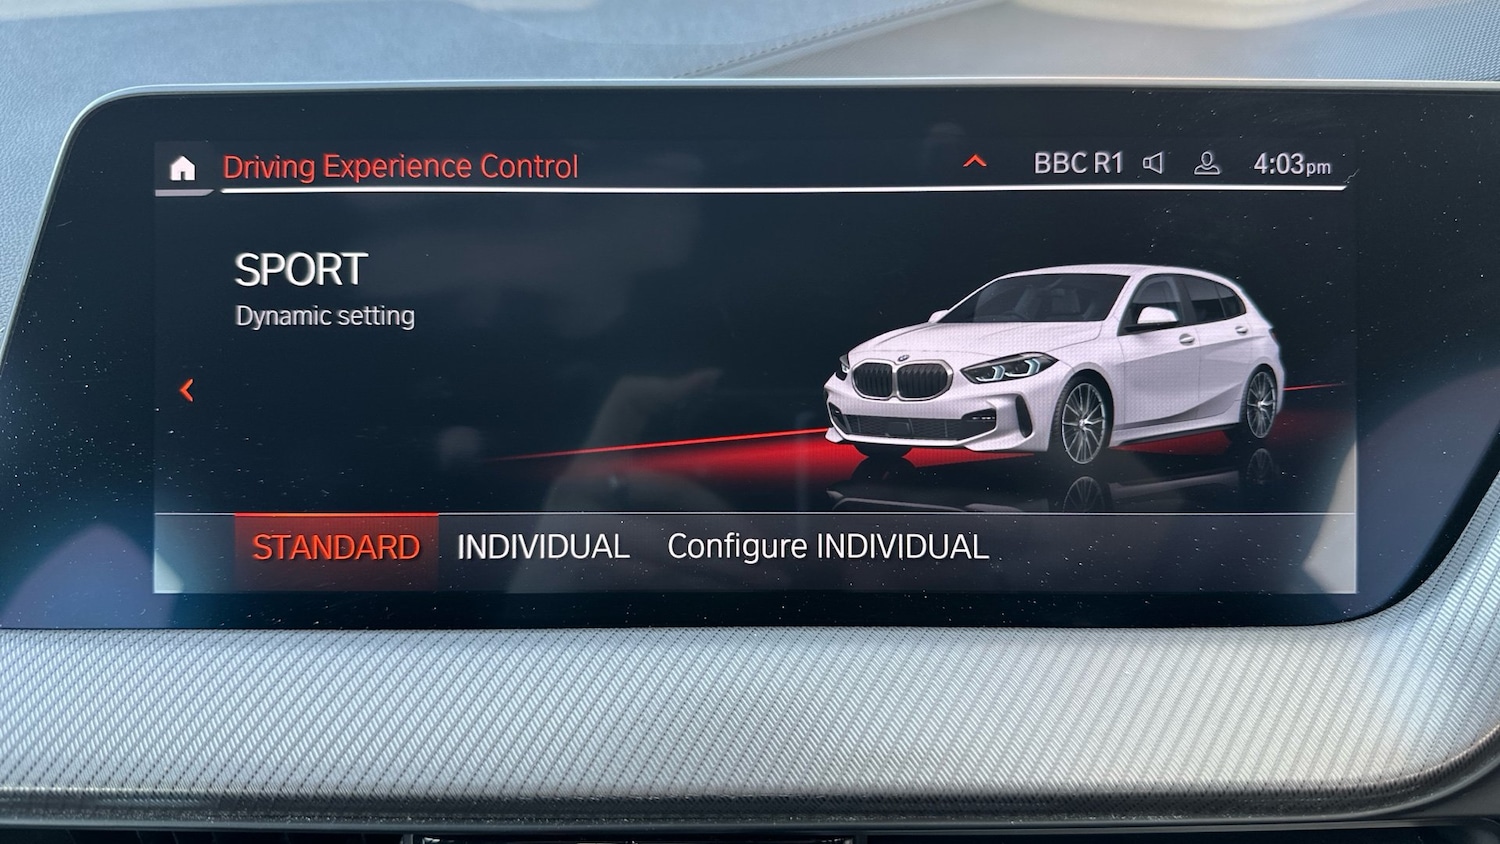 Driving Experience Control
BBC R1
4:03pm
SPORT
Dynamic setting
STANDARD
INDIVIDUAL
Configure INDIVIDUAL